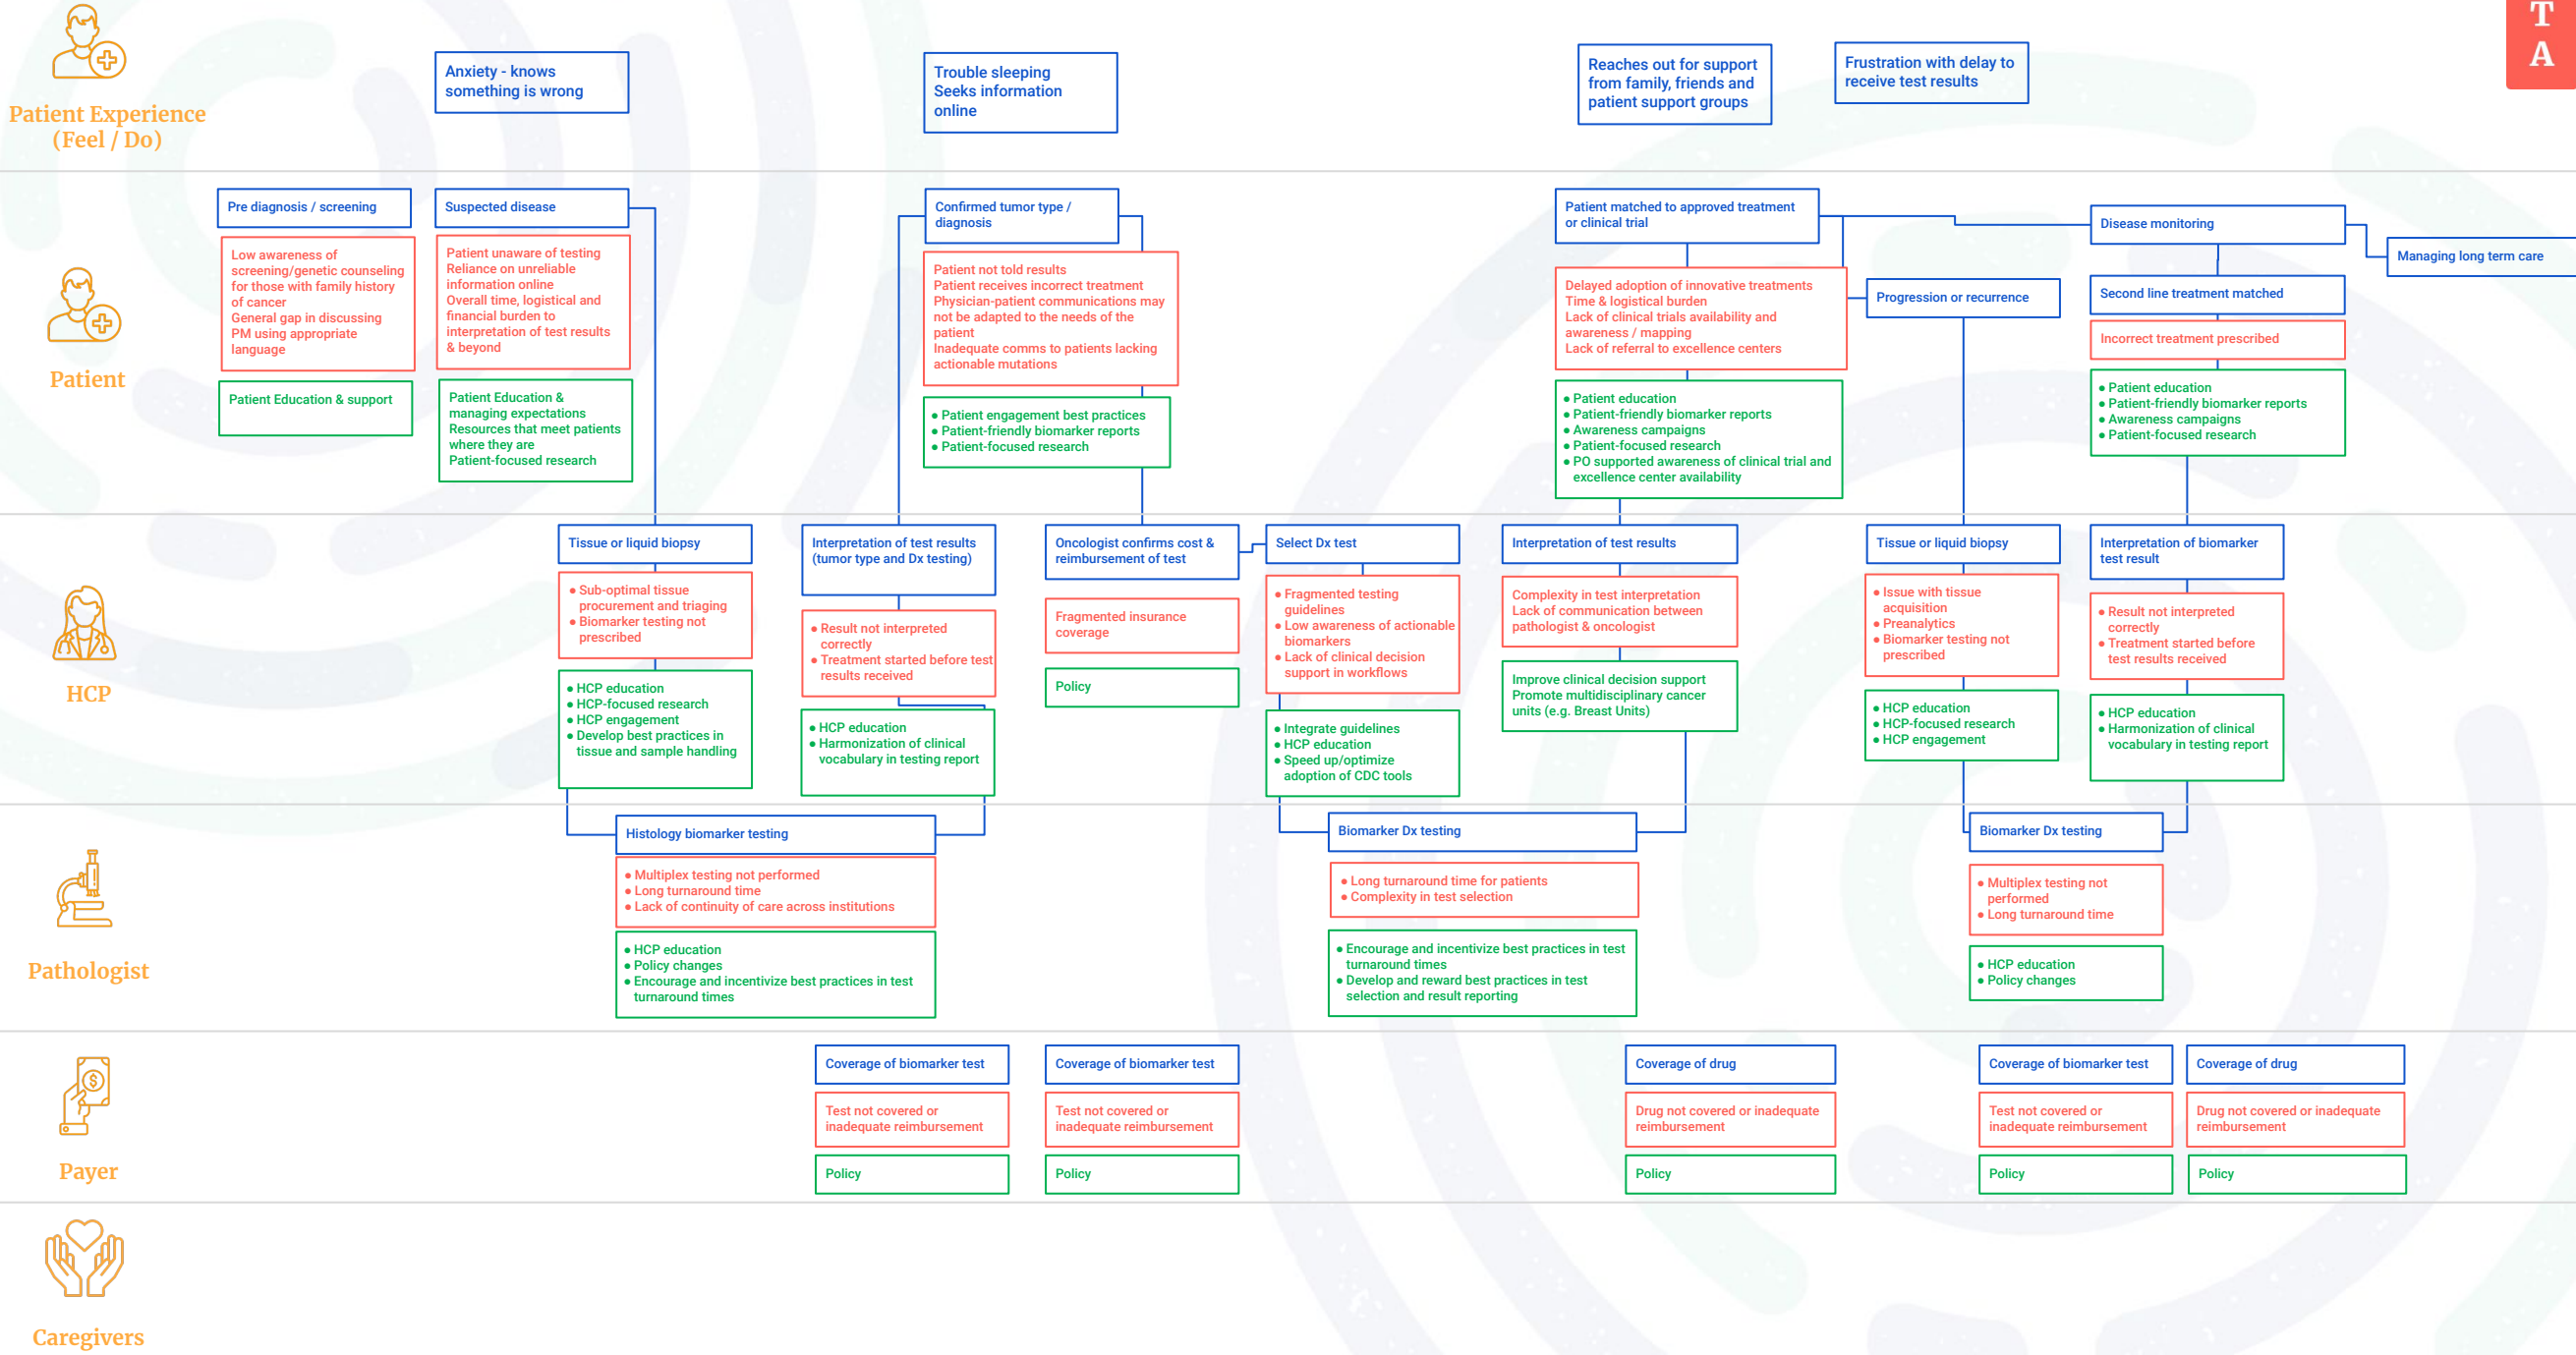 T
A
Patient Experience
(Feel / Do)
Anxiety - knows
something is wrong
Trouble sleeping
Seeks information
online
Reaches out for support
from family, friends and
patient support groups
Frustration with delay to
receive test results
Patient
Pre diagnosis / screening
Low awareness of
screening/genetic counseling
for those with family history
of cancer
General gap in discussing
PM using appropriate
language
Patient Education & support
Suspected disease
Patient unaware of testing
Reliance on unreliable
information online
Overall time, logistical and
financial burden to
interpretation of test results
& beyond
Patient Education &
managing expectations
Resources that meet patients
where they are
Patient-focused research
Confirmed tumor type /
diagnosis
Patient not told results
Patient receives incorrect treatment
Physician-patient communications may
not be adapted to the needs of the
patient
Inadequate comms to patients lacking
actionable mutations
● Patient engagement best practices
● Patient-friendly biomarker reports
● Patient-focused research
Patient matched to approved treatment
or clinical trial
Delayed adoption of innovative treatments
Time & logistical burden
Lack of clinical trials availability and
awareness / mapping
Lack of referral to excellence centers
● Patient education
● Patient-friendly biomarker reports
● Awareness campaigns
● Patient-focused research
● PO supported awareness of clinical trial and
excellence center availability
Progression or recurrence
Disease monitoring
Second line treatment matched
Incorrect treatment prescribed
● Patient education
● Patient-friendly biomarker reports
● Awareness campaigns
● Patient-focused research
Managing long term care
HCP
Tissue or liquid biopsy
● Sub-optimal tissue
procurement and triaging
● Biomarker testing not
prescribed
● HCP education
● HCP-focused research
● HCP engagement
● Develop best practices in
tissue and sample handling
Interpretation of test results
(tumor type and Dx testing)
● Result not interpreted
correctly
● Treatment started before test
results received
● HCP education
● Harmonization of clinical
vocabulary in testing report
Oncologist confirms cost &
reimbursement of test
Fragmented insurance
coverage
Policy
Select Dx test
● Fragmented testing
guidelines
● Low awareness of actionable
biomarkers
● Lack of clinical decision
support in workflows
● Integrate guidelines
● HCP education
● Speed up/optimize
adoption of CDC tools
Interpretation of test results
Complexity in test interpretation
Lack of communication between
pathologist & oncologist
Improve clinical decision support
Promote multidisciplinary cancer
units (e.g. Breast Units)
Tissue or liquid biopsy
● Issue with tissue
acquisition
● Preanalytics
● Biomarker testing not
prescribed
● HCP education
● HCP-focused research
● HCP engagement
Interpretation of biomarker
test result
● Result not interpreted
correctly
● Treatment started before
test results received
● HCP education
● Harmonization of clinical
vocabulary in testing report
Pathologist
Histology biomarker testing
● Multiplex testing not performed
● Long turnaround time
● Lack of continuity of care across institutions
● HCP education
● Policy changes
● Encourage and incentivize best practices in test
turnaround times
Biomarker Dx testing
● Long turnaround time for patients
● Complexity in test selection
● Encourage and incentivize best practices in test
turnaround times
● Develop and reward best practices in test
selection and result reporting
Biomarker Dx testing
● Multiplex testing not
performed
● Long turnaround time
● HCP education
● Policy changes
Payer
Coverage of biomarker test
Test not covered or
inadequate reimbursement
Policy
Coverage of biomarker test
Test not covered or
inadequate reimbursement
Policy
Coverage of drug
Drug not covered or inadequate
reimbursement
Policy
Coverage of biomarker test
Test not covered or
inadequate reimbursement
Policy
Coverage of drug
Drug not covered or inadequate
reimbursement
Policy
Caregivers